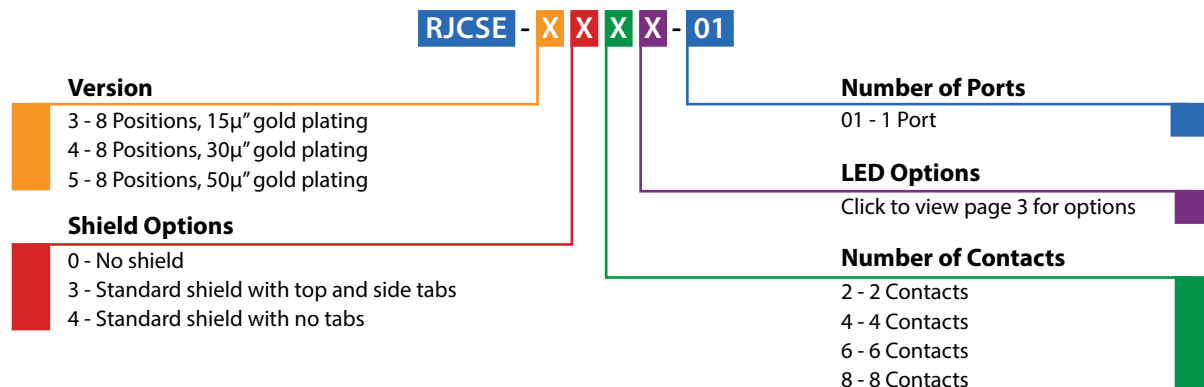 RJCSE - X X X X - 01
Version
3 - 8 Positions, 15µ” gold plating
4 - 8 Positions, 30µ” gold plating
5 - 8 Positions, 50µ” gold plating
Shield Options
0 - No shield
3 - Standard shield with top and side tabs
4 - Standard shield with no tabs
Number of Ports
01 - 1 Port
LED Options
Click to view page 3 for options
Number of Contacts
2 - 2 Contacts
4 - 4 Contacts
6 - 6 Contacts
8 - 8 Contacts